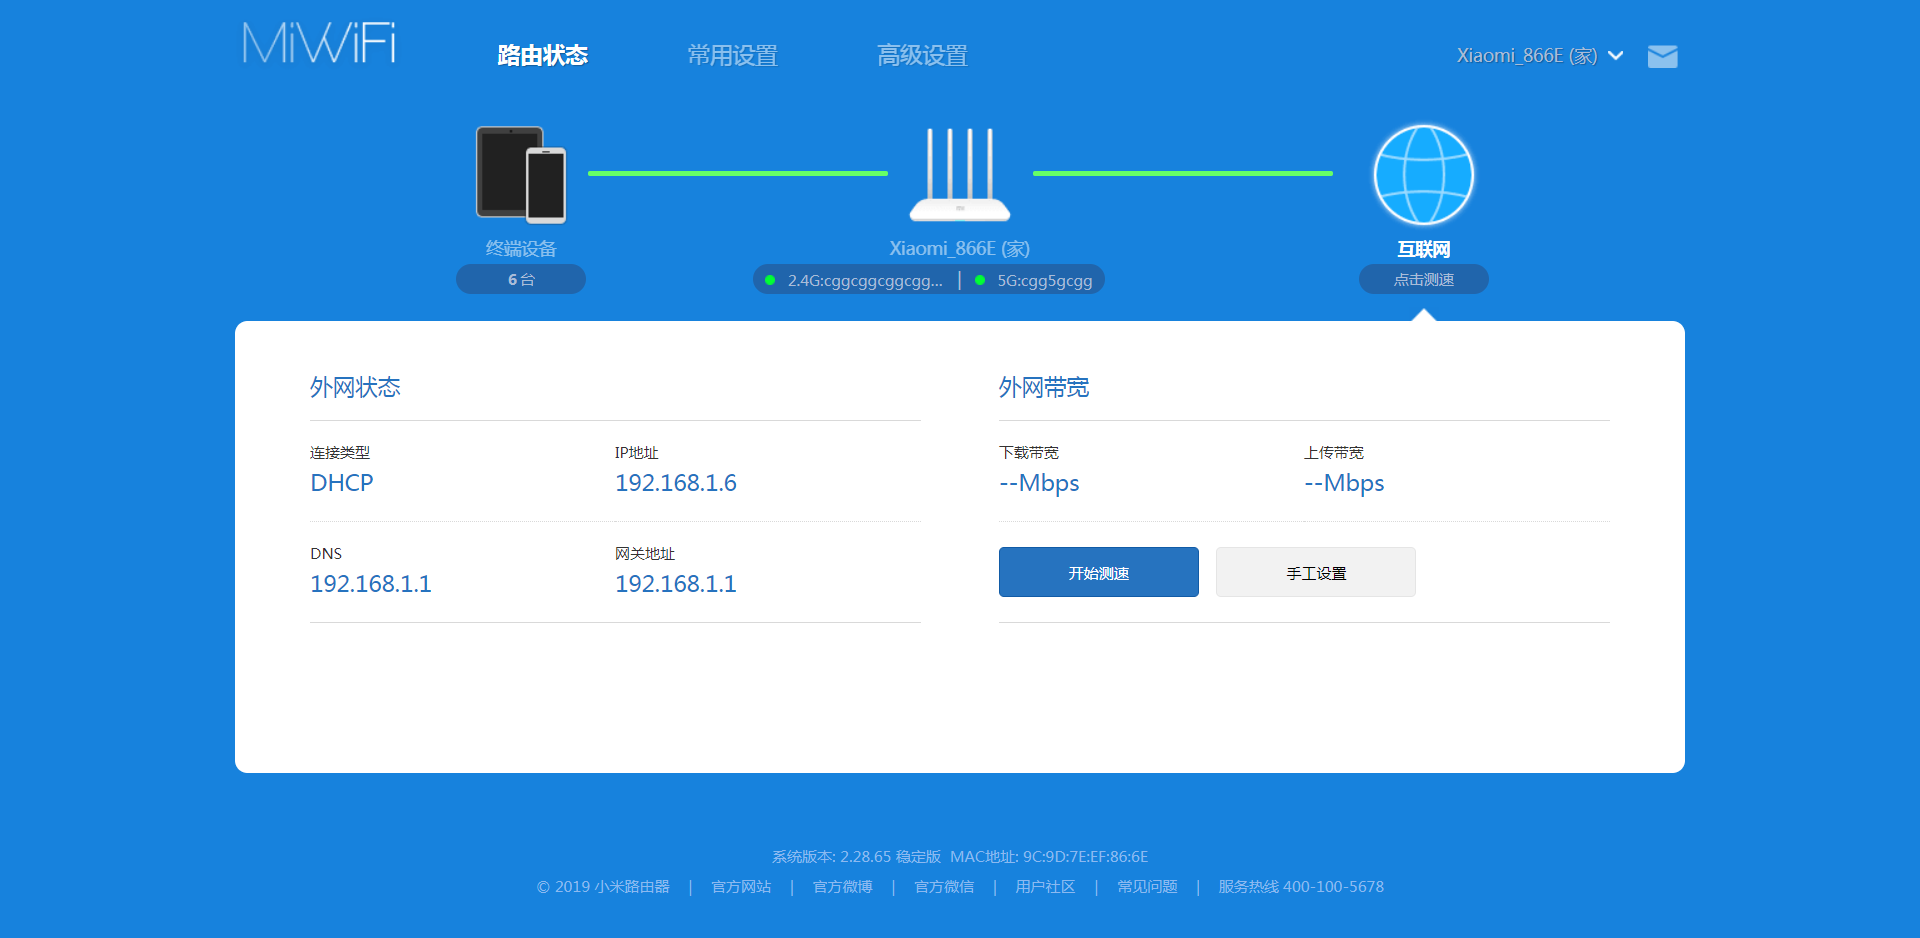 MiWiFi
路由状态 常用设置 高级设置 Xiaomi_866E (家)
终端设备 Xiaomi_866E (家) 互联网
6 台 2.4G:cggcggcggcgg... | 5G:cgg5gcgg 点击测速
外网状态 外网带宽
连接类型 IP地址 下载带宽 上传带宽
DHCP 192.168.1.6 --Mbps --Mbps
DNS 网关地址
192.168.1.1 192.168.1.1
开始测速 手工设置
系统版本: 2.28.65 稳定版 MAC地址: 9C:9D:7E:EF:86:6E
© 2019 小米路由器 | 官方网站 | 官方微博 | 官方微信 | 用户社区 | 常见问题 | 服务热线 400-100-5678